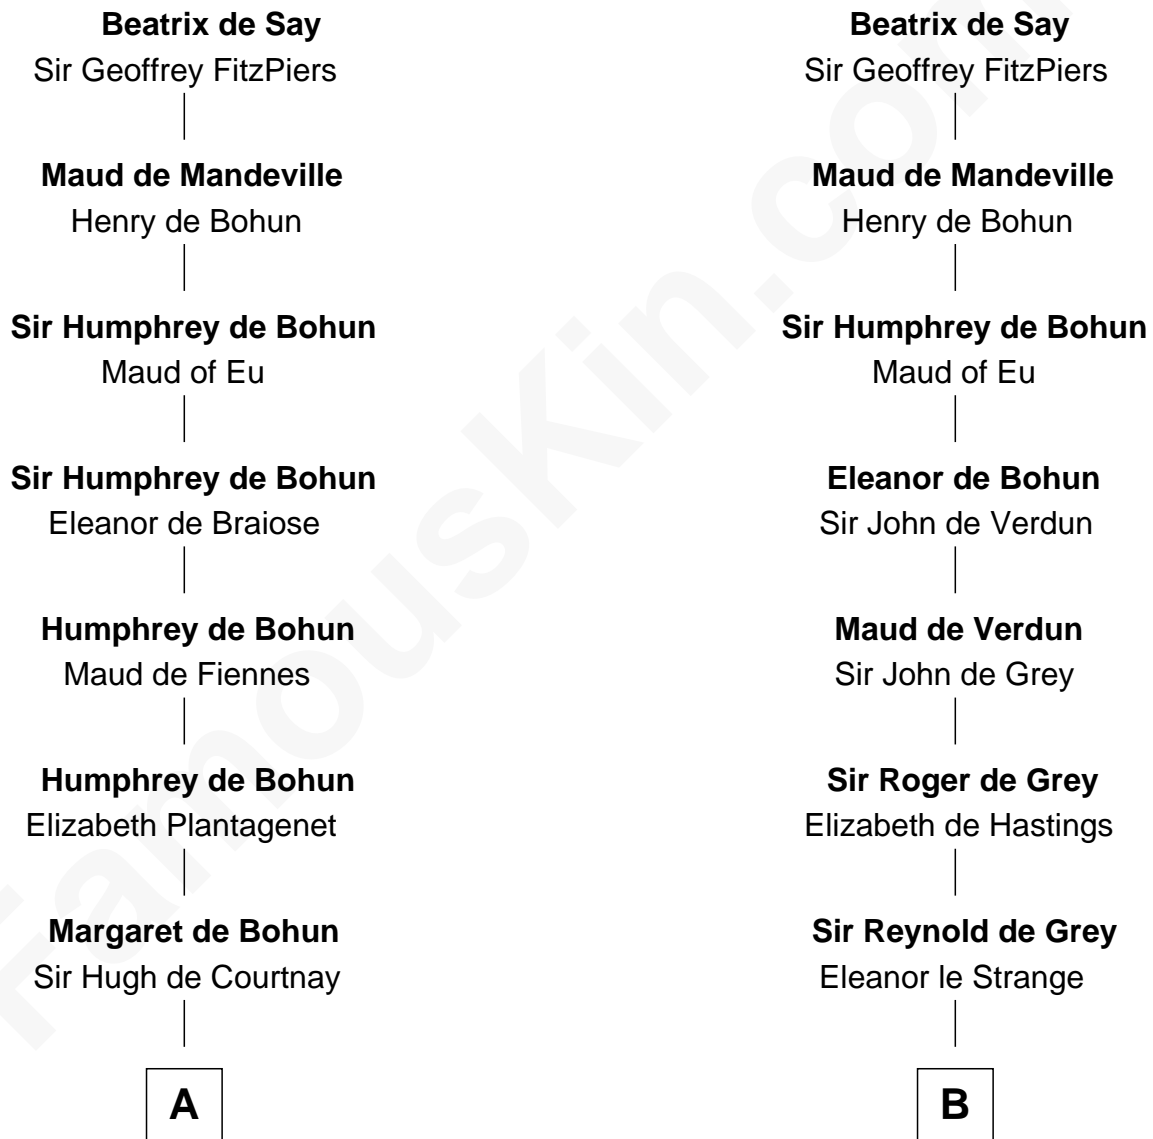 Beatrix de Say
Sir Geoffrey FitzPiers
Maud de Mandeville
Henry de Bohun
Sir Humphrey de Bohun
Maud of Eu
Sir Humphrey de Bohun
Eleanor de Braiose
Humphrey de Bohun
Maud de Fiennes
Humphrey de Bohun
Elizabeth Plantagenet
Margaret de Bohun
Sir Hugh de Courtnay
A
Beatrix de Say
Sir Geoffrey FitzPiers
Maud de Mandeville
Henry de Bohun
Sir Humphrey de Bohun
Maud of Eu
Eleanor de Bohun
Sir John de Verdun
Maud de Verdun
Sir John de Grey
Sir Roger de Grey
Elizabeth de Hastings
Sir Reynold de Grey
Eleanor le Strange
B
FamousKin.com